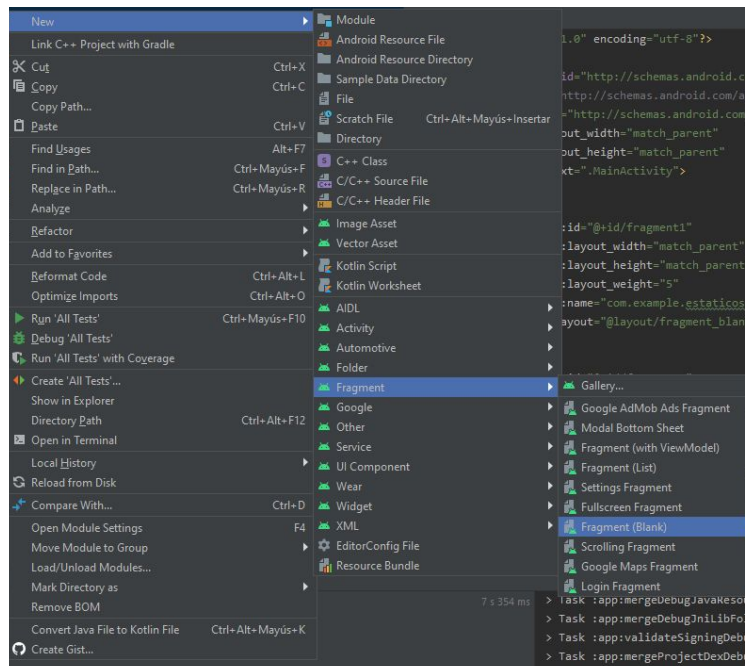 New
Link C++ Project with Gradle
Cut Ctrl+X
Copy Ctrl+C
Copy Path...
Paste Ctrl+V
Find Usages Alt+F7
Find in Path... Ctrl+Mayús+F
Replace in Path... Ctrl+Mayús+R
Analyze
Refactor
Add to Favorites
Reformat Code Ctrl+Alt+L
Optimize Imports Ctrl+Alt+O
Run 'All Tests' Ctrl+Mayús+F10
Debug 'All Tests'
Run 'All Tests' with Coverage
Create 'All Tests'...
Show in Explorer
Directory Path Ctrl+Alt+F12
Open in Terminal
Local History
Reload from Disk
Compare With... Ctrl+D
Open Module Settings F4
Move Module to Group
Load/Unload Modules...
Mark Directory as
Remove BOM
Convert Java File to Kotlin File Ctrl+Alt+Mayús+K
Create Gist...
Module
Android Resource File
Android Resource Directory
Sample Data Directory
File
Scratch File Ctrl+Alt+Mayús+Insertar
Directory
C++ Class
C/C++ Source File
C/C++ Header File
Image Asset
Vector Asset
Kotlin Script
Kotlin Worksheet
AIDL
Activity
Automotive
Folder
Fragment
Google
Other
Service
UI Component
Wear
Widget
XML
EditorConfig File
Resource Bundle
Gallery...
Google AdMob Ads Fragment
Modal Bottom Sheet
Fragment (with ViewModel)
Fragment (List)
Settings Fragment
Fullscreen Fragment
Fragment (Blank)
Scrolling Fragment
Google Maps Fragment
Login Fragment
1.0" encoding="utf-8"?>
id="http://schemas.android.c
http://schemas.android.com/a
="http://schemas.android.com
out_width="match_parent"
out_height="match_parent"
xt=".MainActivity">
:id="@+id/fragment1"
:layout_width="match_parent"
:layout_height="match_parent
:layout_weight="5"
:name="com.example.estaticos
ayout="@layout/fragment_blan
7 s 354 ms
> Task :app:mergeDebugJavaResou
> Task :app:mergeDebugJniLibFo
> Task :app:validateSigningDebu
> Task :app:mergeProjectDexDebu